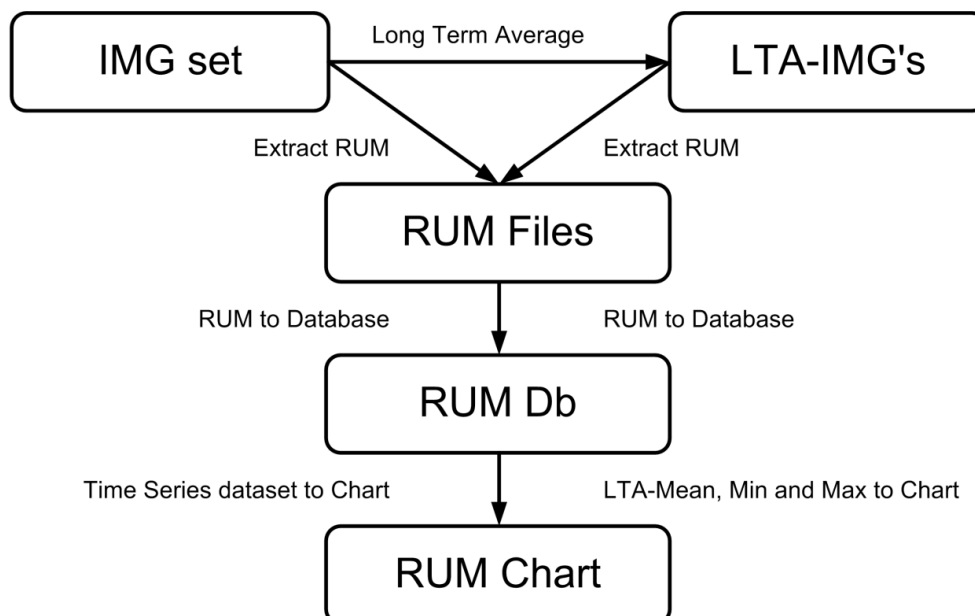 IMG set
Long Term Average
LTA-IMG's
Extract RUM
Extract RUM
RUM Files
RUM to Database
RUM to Database
RUM Db
Time Series dataset to Chart
LTA-Mean, Min and Max to Chart
RUM Chart